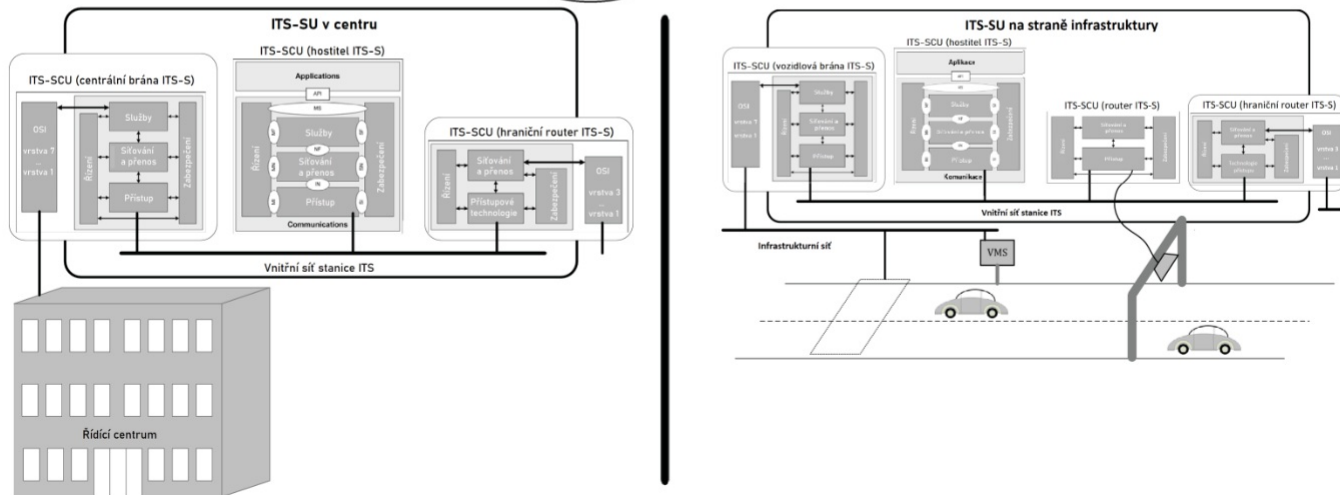 ITS-SU v centru
ITS-SCU (centrální brána ITS-S)
OSI
vrstva 7
...
vrstva 1
Řízení
Služby
Síťování
a přenos
Přístup
Zabezpečení
ITS-SCU (hostitel ITS-S)
Applications
API
MS
Řízení
Služby
NF
Síťování
a přenos
IN
Přístup
Zabezpečení
Communications
ITS-SCU (hraniční router ITS-S)
Řízení
Síťování a
přenos
Přístupové
technologie
Zabezpečení
OSI
vrstva 3
...
vrstva 1
Vnitřní síť stanice ITS
Řídící centrum
ITS-SU na straně infrastruktury
ITS-SCU (vozidlová brána ITS-S)
OSI
vrstva 7
...
vrstva 1
Řízení
Služby
Síťování a
přenos
Přístup
Zabezpečení
ITS-SCU (hostitel ITS-S)
Aplikace
API
Řízení
Služby
Síťování a přenos
Přístup
Zabezpečení
Komunikace
ITS-SCU (router ITS-S)
Řízení
Síťování a
přenos
Přístup
Zabezpečení
ITS-SCU (hraniční router ITS-S)
Řízení
Síťování a
přenos
Technologie
Zabezpečení
OSI
vrstva 3
...
vrstva 1
Vnitřní síť stanice ITS
Infrastrukturní síť
VMS